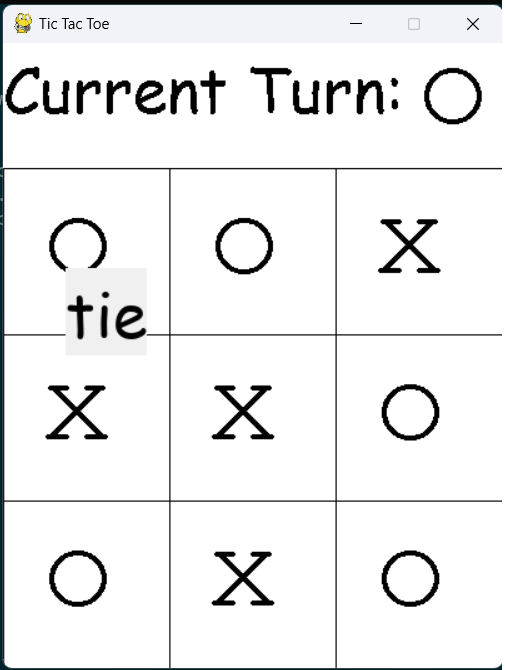 Tic Tac Toe
Current Turn: O
O O X
tie
X X O
O X O